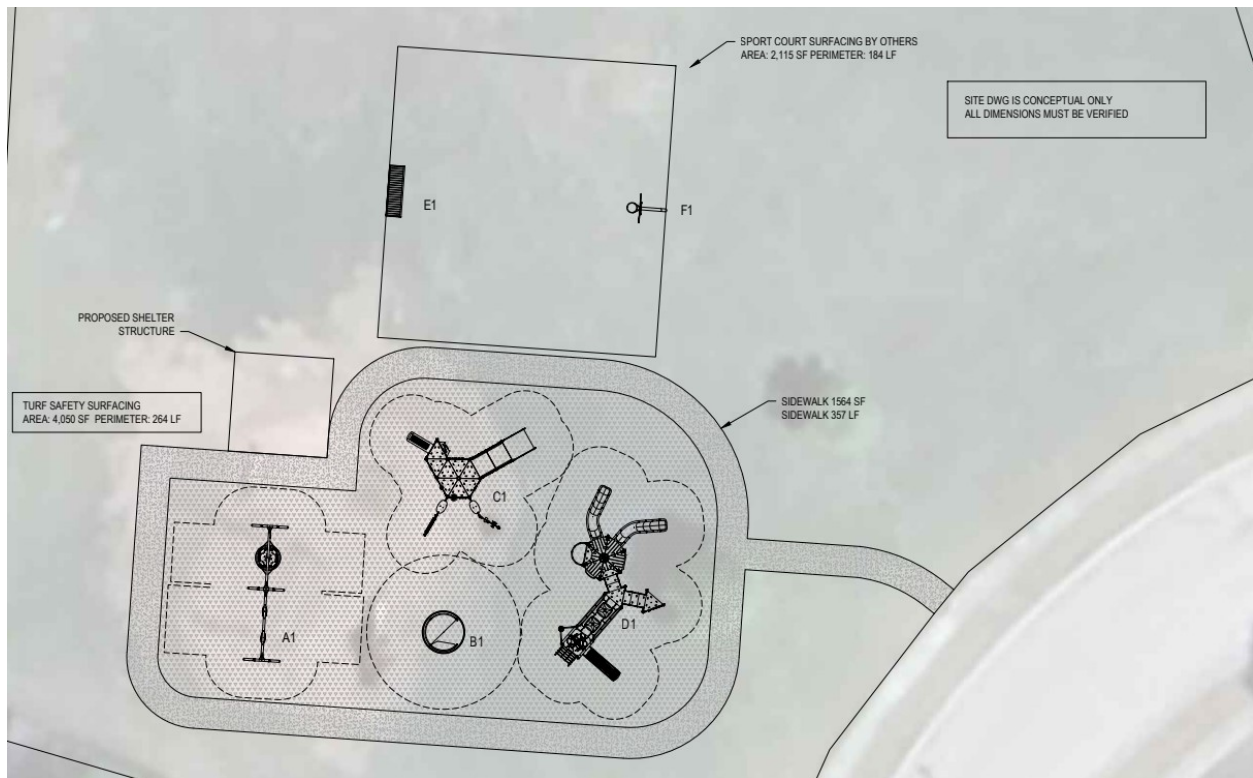 SPORT COURT SURFACING BY OTHERS
AREA: 2,115 SF PERIMETER: 184 LF
SITE DWG IS CONCEPTUAL ONLY
ALL DIMENSIONS MUST BE VERIFIED
E1
F1
PROPOSED SHELTER
STRUCTURE
TURF SAFETY SURFACING
AREA: 4,050 SF PERIMETER: 264 LF
SIDEWALK 1564 SF
SIDEWALK 357 LF
C1
A1
B1
D1